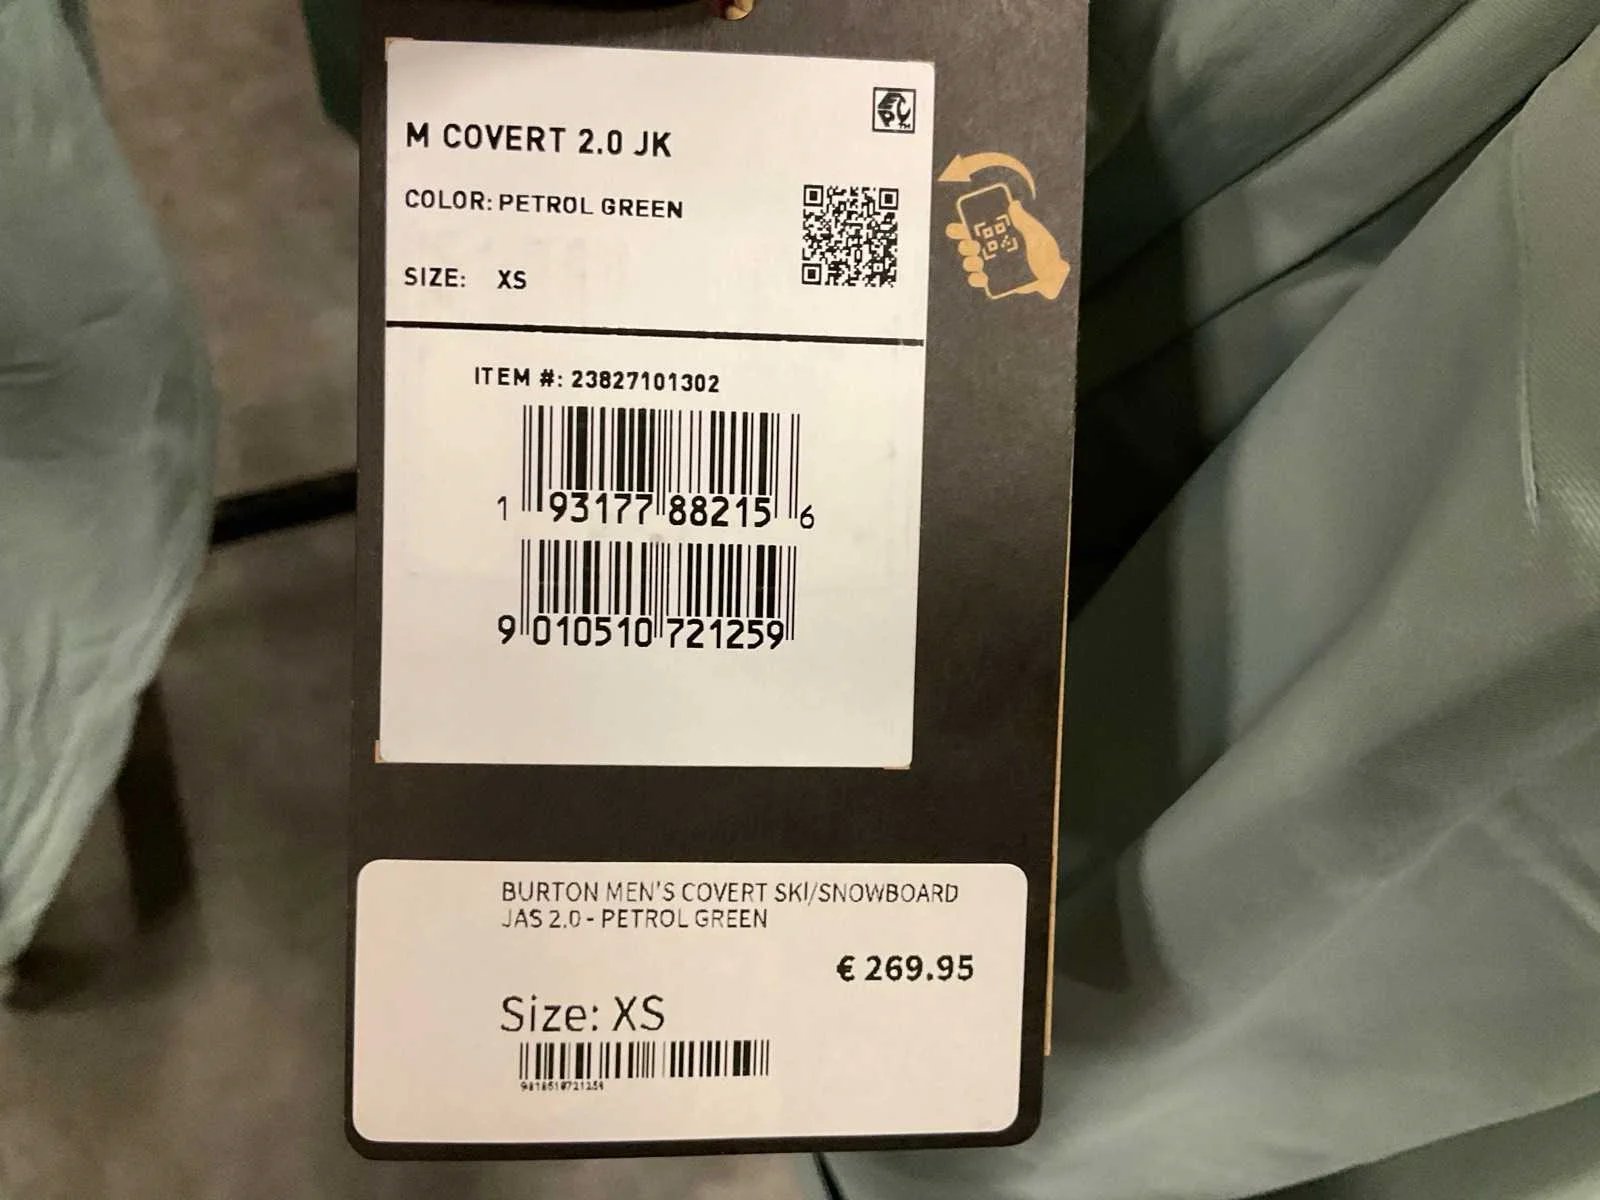 M COVERT 2.0 JK
COLOR: PETROL GREEN
SIZE: XS
ITEM #: 23827101302
1 93177 88215 6
9 010510 721259
BURTON MEN'S COVERT SKI/SNOWBOARD
JAS 2.0 - PETROL GREEN
€ 269.95
Size: XS